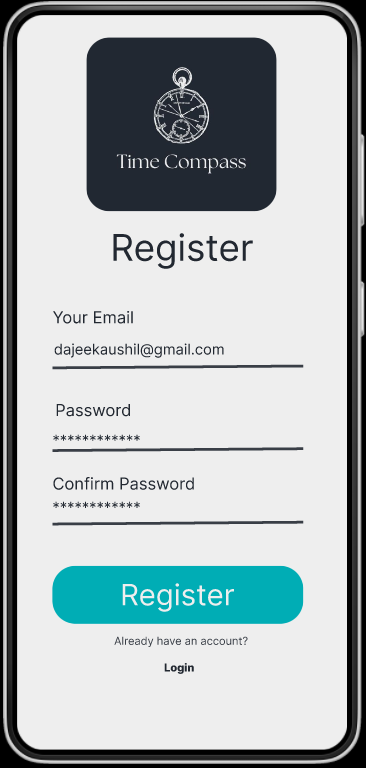 Time Compass
Register
Your Email
dajeekaushil@gmail.com
Password
************
Confirm Password
************
Register
Already have an account?
Login